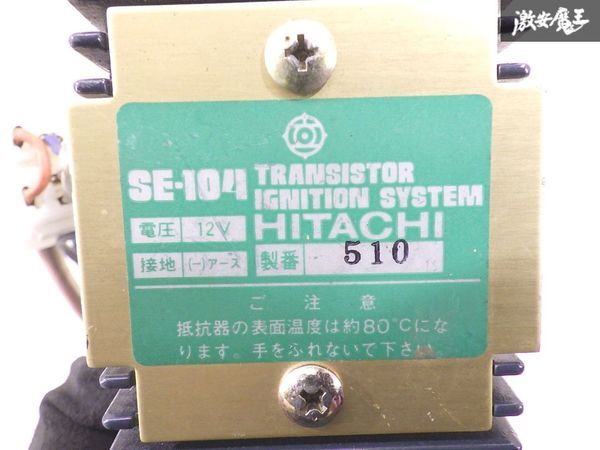 激安魔王
SE-104 TRANSISTOR IGNITION SYSTEM
HITACHI
電圧 12V
接地 (ー)アース 製番 510
ご注意
抵抗器の表面温度は約80℃にな
ります。手をふれないで下さい。